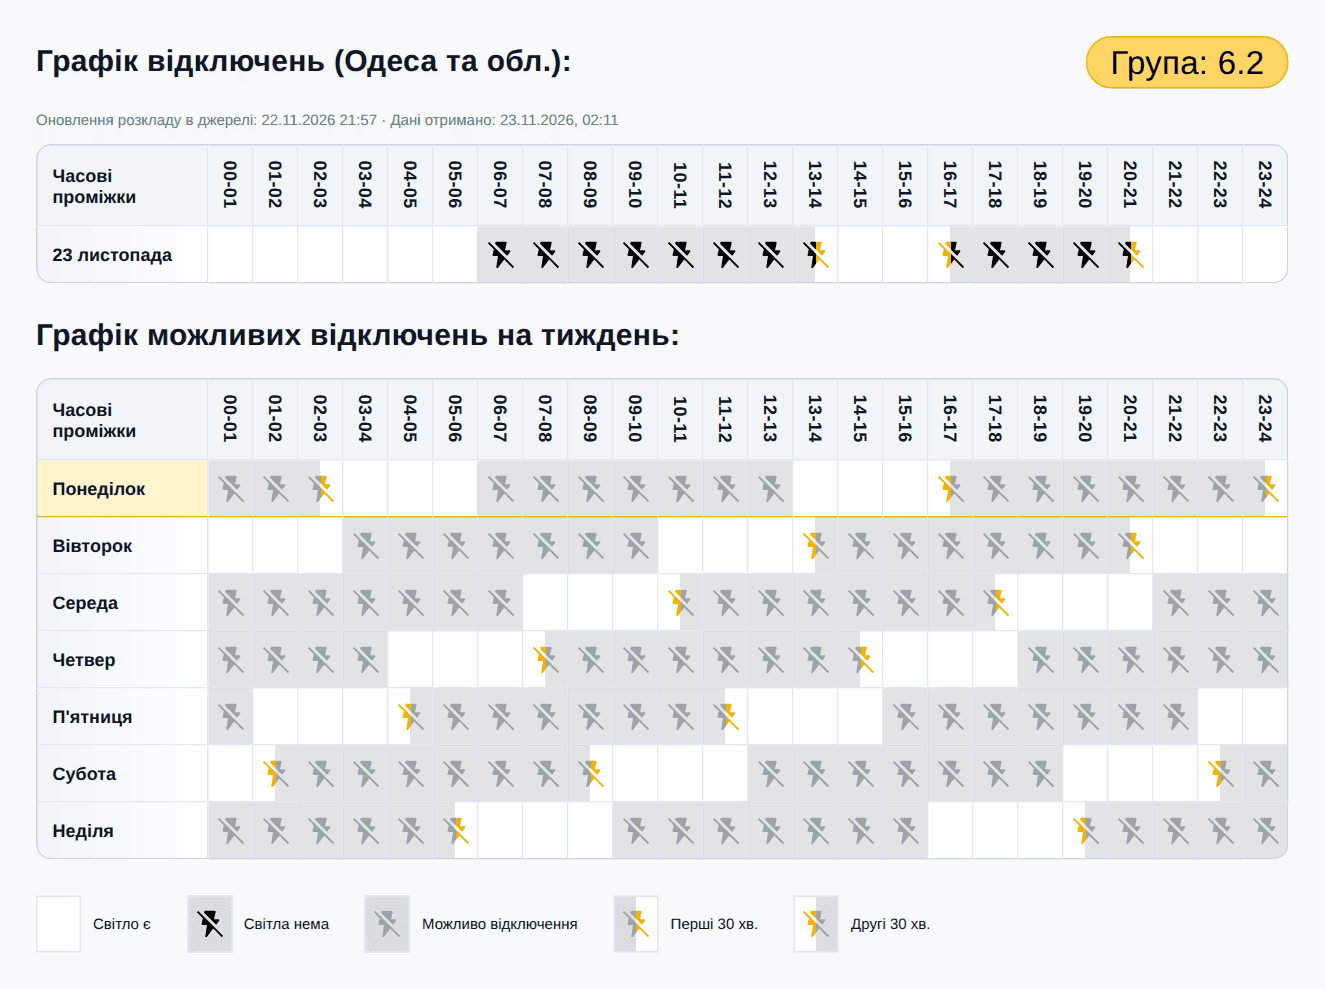 Графік відключень (Одеса та обл.):
Група: 6.2
Оновлення розкладу в джерелі: 22.11.2026 21:57 · Дані отримано: 23.11.2026, 02:11
Часові проміжки 00-01 01-02 02-03 03-04 04-05 05-06 06-07 07-08 08-09 09-10 10-11 11-12 12-13 13-14 14-15 15-16 16-17 17-18 18-19 19-20 20-21 21-22 22-23 23-24
23 листопада
Графік можливих відключень на тиждень:
Часові проміжки 00-01 01-02 02-03 03-04 04-05 05-06 06-07 07-08 08-09 09-10 10-11 11-12 12-13 13-14 14-15 15-16 16-17 17-18 18-19 19-20 20-21 21-22 22-23 23-24
Понеділок
Вівторок
Середа
Четвер
П'ятниця
Субота
Неділя
Світло є Світла нема Можливо відключення Перші 30 хв. Другі 30 хв.